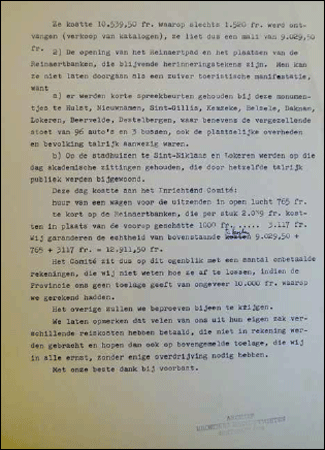 Ze kostte 10.539,50 fr. waarop slechts 1.520 fr. werd ont-
vangen (verkoop van katalogen), ze liet dus een mali van 9.029,50
fr.
2) De opening van het Reinaertpad en het plaatsen van de
Reinaertbanken, die blijvende herinneringstekens zijn. Men kan
ze niet laten doorgaan als een zuiver toeristische manifestatie,
want
a) er werden korte spreekbeurten gehouden bij deze monumen-
tjes te Hulst, Nieuwnamen, Sint-Gillis, Kemzeke, Belsele, Daknam,
Lokeren, Beervelde, Destelbergen, waar benevens de vergezellende
stoet van 96 auto's en 3 bussen, ook de plaatselijke overheden
en bevolking talrijk aanwezig waren.
b) Op de stadhuizen te Sint-Niklaas en Lokeren werden op die
dag akademische zittingen gehouden, die door hetzelfde talrijk
publiek werden bijgewoond.
Deze dag kostte aan het Inrichtend Comité:
huur van een wagen voor de uitzenden in open lucht 765 fr.
te kort op de Reinaertbanken, die per stuk 2.039 fr. kost-
ten in plaats van de voorop geschatte 1800 fr. ..... 3.117 fr.
Wij garanderen de echtheid van bovenstaande 9.029,50 +
765 + 3117 fr. = 12.911,50 fr.
Het Comité zit dus op dit ogenblik met een aantal onbetaalde
rekeningen, die wij niet weten hoe ze af te lossen, indien de
Provincie ons geen toelage geeft van ongeveer 10.000 fr. waarop
we gerekend hadden.
Het overige zullen we beproeven bijeen te krijgen.
We laten opmerken dat velen van ons uit hun eigen zak ver-
schillende reiskosten hebben betaald, die niet in rekening wer-
den gebracht en hopen dan ook op bovengemelde toelage, die wij
in alle ernst, zonder enige overdrijving nodig hebben.
Met onze beste dank bij voorbaat.